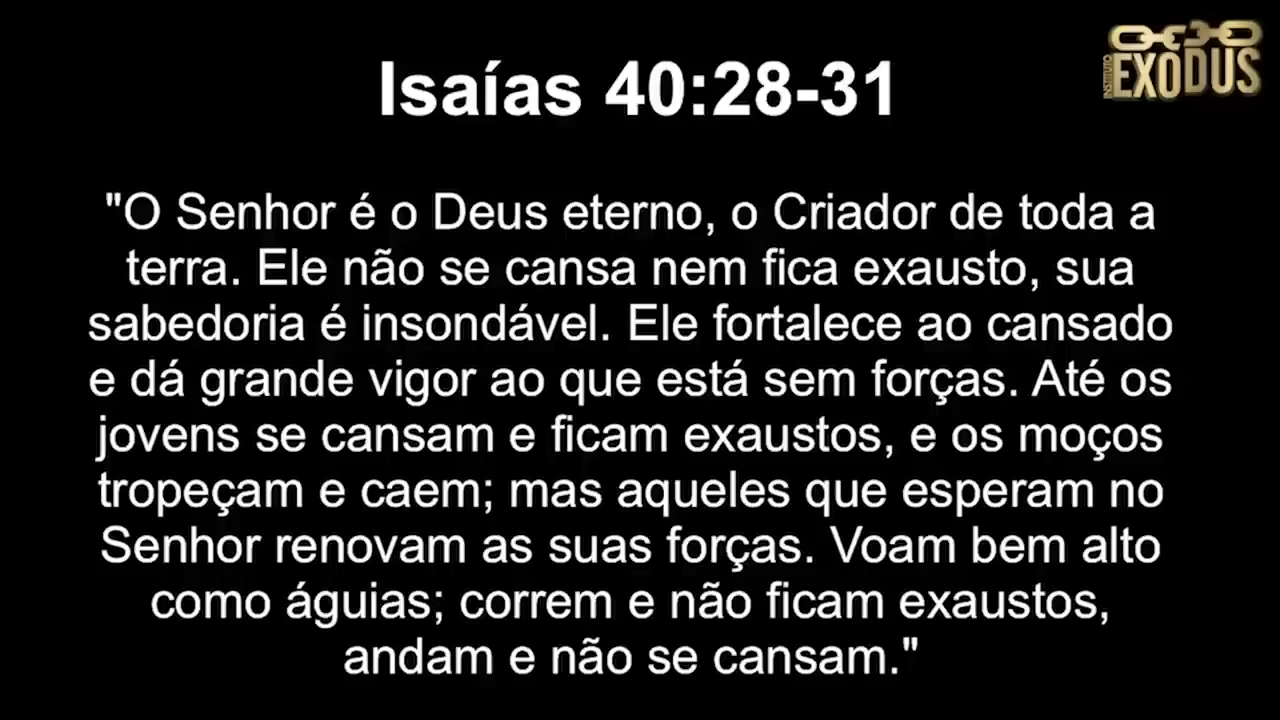 Isaías 40:28-31
INSTITUTO
EXODUS
"O Senhor é o Deus eterno, o Criador de toda a
terra. Ele não se cansa nem fica exausto, sua
sabedoria é insondável. Ele fortalece ao cansado
e dá grande vigor ao que está sem forças. Até os
jovens se cansam e ficam exaustos, e os moços
tropeçam e caem; mas aqueles que esperam no
Senhor renovam as suas forças. Voam bem alto
como águias; correm e não ficam exaustos,
andam e não se cansam."